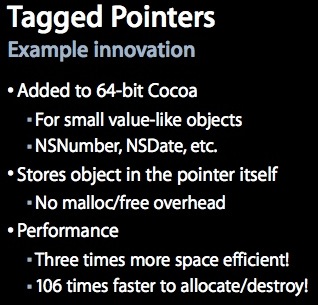 Tagged Pointers
Example innovation
• Added to 64-bit Cocoa
▪ For small value-like objects
▪ NSNumber, NSDate, etc.
• Stores object in the pointer itself
▪ No malloc/free overhead
• Performance
▪ Three times more space efficient!
▪ 106 times faster to allocate/destroy!